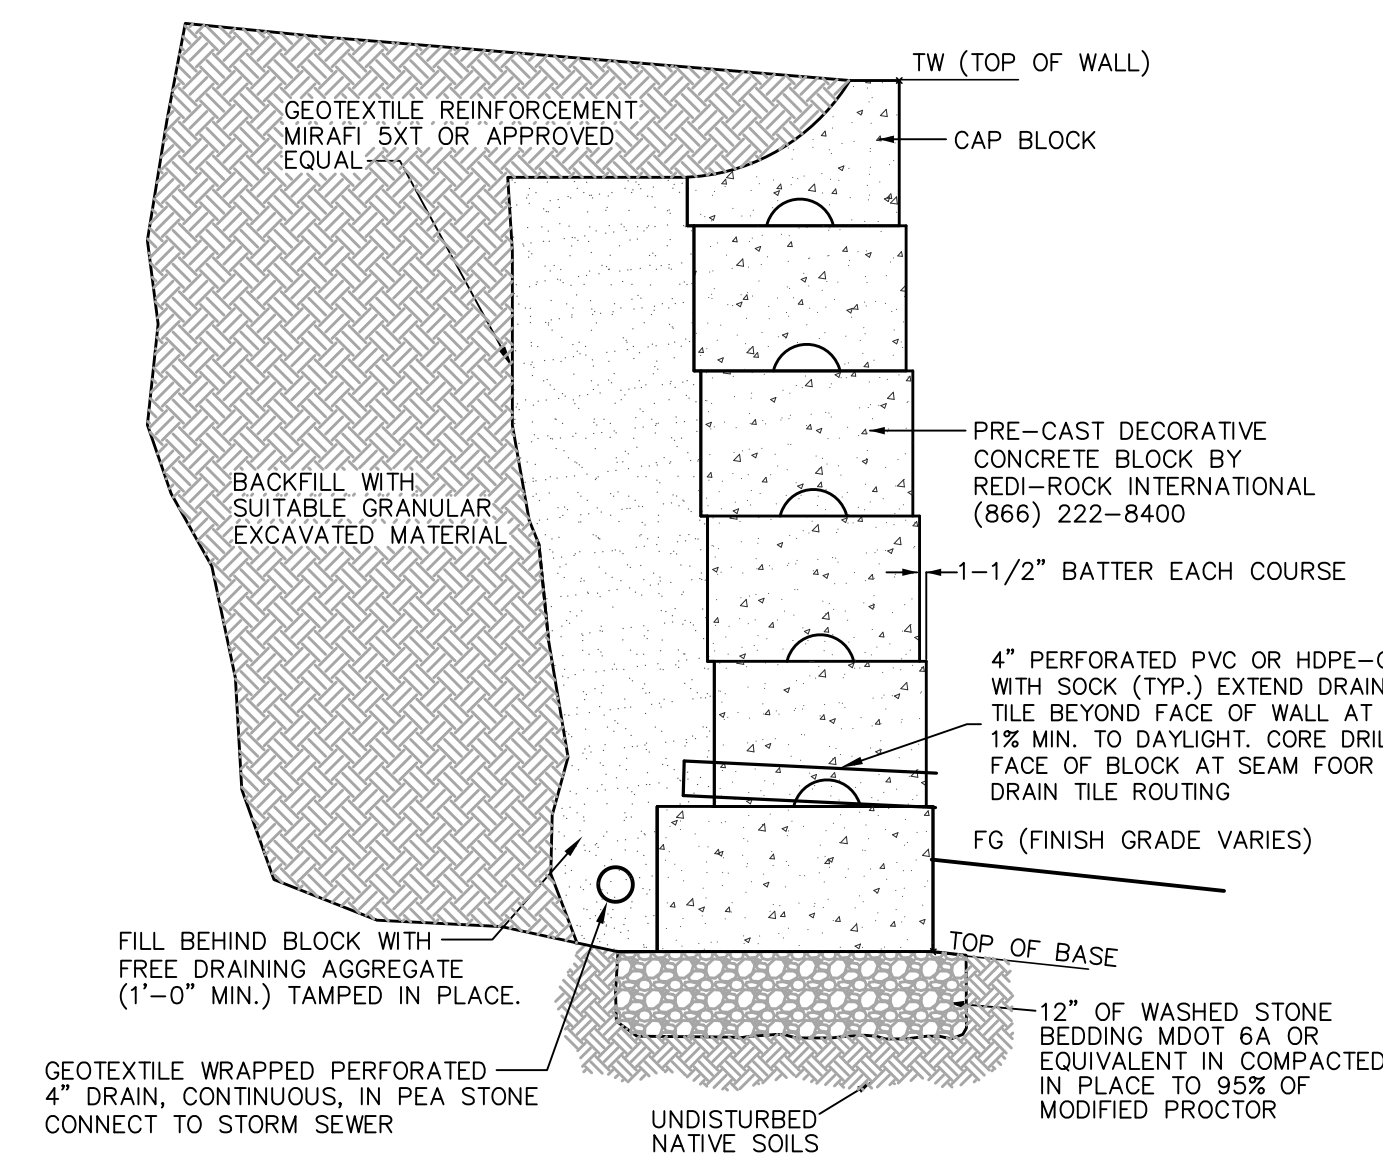 TW (TOP OF WALL)
GEOTEXTILE REINFORCEMENT
MIRAFI 5XT OR APPROVED
EQUAL
CAP BLOCK
PRE-CAST DECORATIVE
CONCRETE BLOCK BY
REDI-ROCK INTERNATIONAL
(866) 222-8400
BACKFILL WITH
SUITABLE GRANULAR
EXCAVATED MATERIAL
1-1/2" BATTER EACH COURSE
4" PERFORATED PVC OR
WITH SOCK (TYP.) EXTEND DRAIN
TILE BEYOND FACE OF WALL AT
1% MIN. TO DAYLIGHT. CORE
FACE OF BLOCK AT SEAM FOOR
DRAIN TILE ROUTING
FG (FINISH GRADE VARIES)
FILL BEHIND BLOCK WITH
FREE DRAINING AGGREGATE
(1'-0" MIN.) TAMPED IN PLACE.
TOP OF BASE
12" OF WASHED STONE
BEDDING MDOT 6A OR
EQUIVALENT IN COMPACTED
IN PLACE TO 95% OF
MODIFIED PROCTOR
GEOTEXTILE WRAPPED PERFORATED
4" DRAIN, CONTINUOUS, IN PEA STONE
CONNECT TO STORM SEWER
UNDISTURBED
NATIVE SOILS